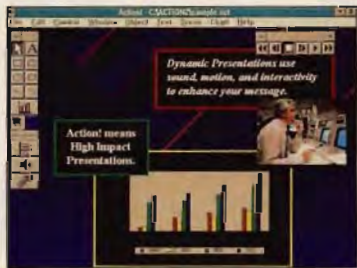 Action! - C:\ACTION\Sample.act
File Edit Control Window Object Text Tools Chart Help
A
Dynamic Presentations use
sound, motion, and interactivity
to enhance your message.
Action! means
High Impact
Presentations.